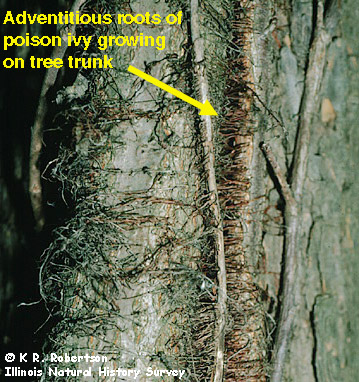 Adventitious roots of
poison ivy growing
on tree trunk
© K R. Robertson
Illinois Natural History Survey